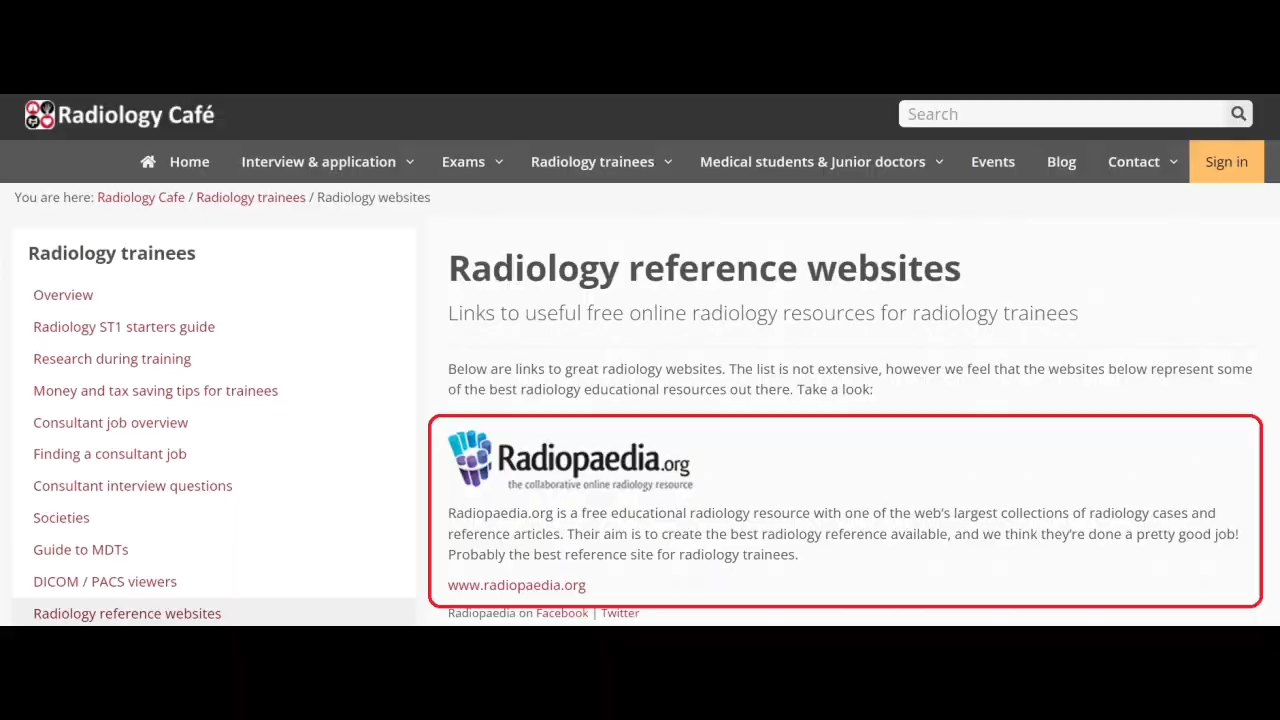 Radiology Café
Search
Home Interview & application Exams Radiology trainees Medical students & Junior doctors Events Blog Contact Sign in
You are here: Radiology Cafe / Radiology trainees / Radiology websites
Radiology trainees
Overview
Radiology ST1 starters guide
Research during training
Money and tax saving tips for trainees
Consultant job overview
Finding a consultant job
Consultant interview questions
Societies
Guide to MDTs
DICOM / PACS viewers
Radiology reference websites
Radiology reference websites
Links to useful free online radiology resources for radiology trainees
Below are links to great radiology websites. The list is not extensive, however we feel that the websites below represent some
of the best radiology educational resources out there. Take a look:
Radiopaedia.org
the collaborative online radiology resource
Radiopaedia.org is a free educational radiology resource with one of the web's largest collections of radiology cases and
reference articles. Their aim is to create the best radiology reference available, and we think they're done a pretty good job!
Probably the best reference site for radiology trainees.
www.radiopaedia.org
Radiopaedia on Facebook | Twitter